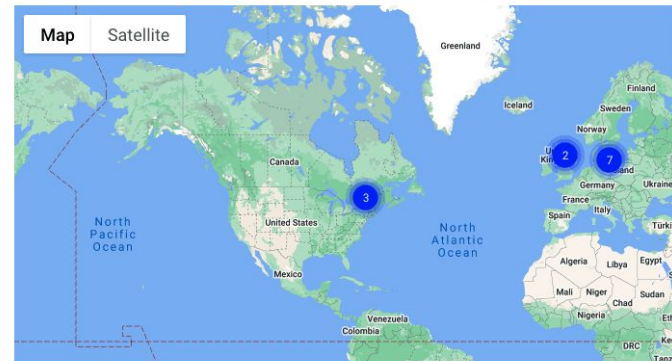 Map Satellite
Greenland
Iceland
Finland
Sweden
Norway
2
7
Canada
Germany
Ukraine
France
3
Spain
Italy
United States
North
Pacific
Ocean
North
Atlantic
Ocean
Algeria
Libya
Egypt
Mexico
Mali
Niger
Sudan
Chad
Venezuela
Nigeria
Colombia
DRC